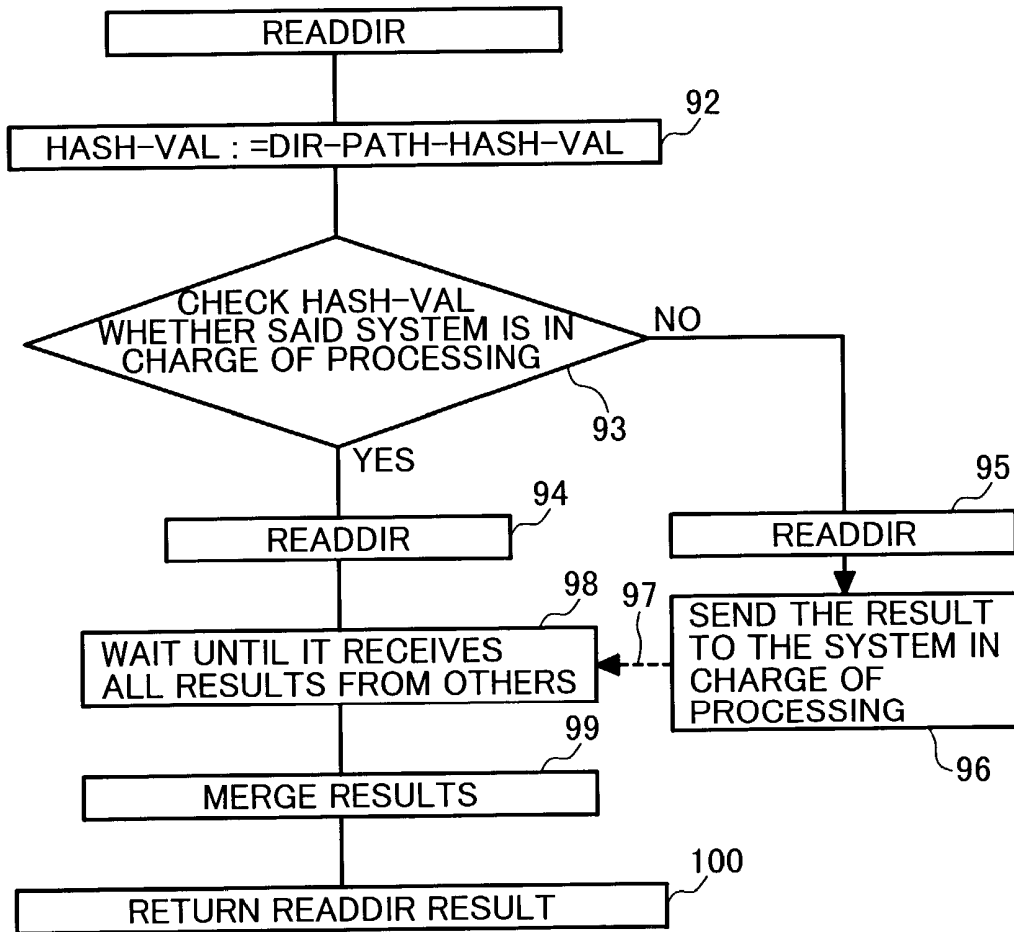 READDIR
92
HASH-VAL : =DIR-PATH-HASH-VAL
CHECK HASH-VAL
WHETHER SAID SYSTEM IS IN
CHARGE OF PROCESSING
NO
93
YES
94
READDIR
95
READDIR
98
WAIT UNTIL IT RECEIVES
ALL RESULTS FROM OTHERS
97
SEND THE RESULT
TO THE SYSTEM IN
CHARGE OF
PROCESSING
96
99
MERGE RESULTS
100
RETURN READDIR RESULT